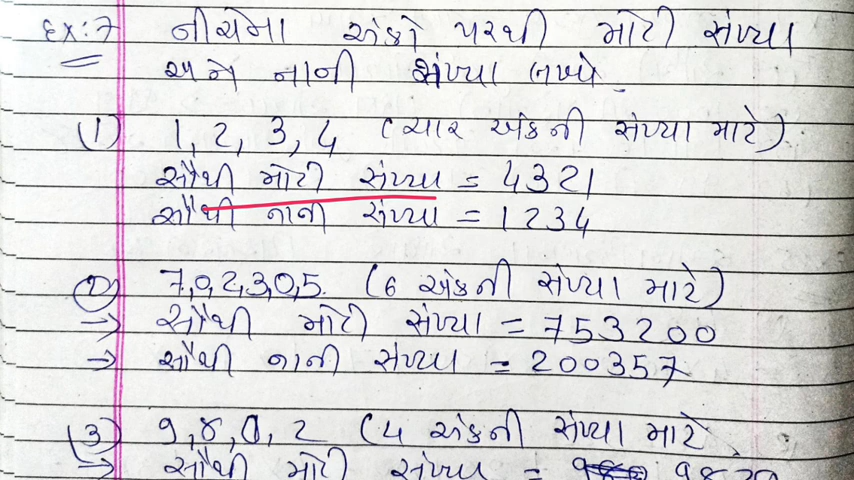 Ex:7 નીચેના અંકો પરથી મોટી સંખ્યા
અને નાની સંખ્યા લખો.
(1) 1, 2, 3, 4 (ચાર અંકની સંખ્યા માટે)
સૌથી મોટી સંખ્યા = 4321
સૌથી નાની સંખ્યા = 1234
(2) 7,0,2,3,0,5. (6 અંકની સંખ્યા માટે)
→ સૌથી મોટી સંખ્યા = 753200
→ સૌથી નાની સંખ્યા = 200357
(3) 9,8,0,2 (4 અંકની સંખ્યા માટે
→ સૌથી મોટી સંખ્યા =